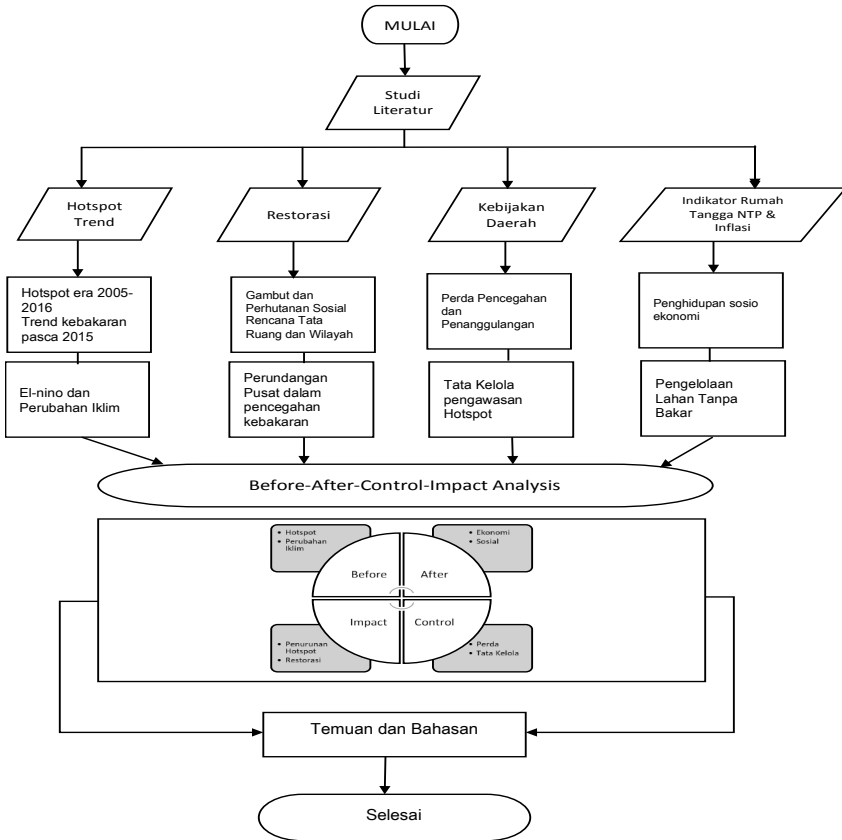 MULAI
Studi
Literatur
Hotspot
Trend
Restorasi
Kebijakan
Daerah
Indikator Rumah
Tangga NTP &
Inflasi
Hotspot era 2005-
2016
Trend kebakaran
pasca 2015
Gambut dan
Perhutanan Sosial
Rencana Tata
Ruang dan Wilayah
Perda Pencegahan
dan
Penanggulangan
Penghidupan sosio
ekonomi
El-nino dan
Perubahan Iklim
Perundangan
Pusat dalam
pencegahan
kebakaran
Tata Kelola
pengawasan
Hotspot
Pengelolaan
Lahan Tanpa
Bakar
Before-After-Control-Impact Analysis
• Hotspot
• Perubahan
Iklim
• Ekonomi
• Sosial
Before
After
Impact
Control
• Penurunan
Hotspot
• Restorasi
• Perda
• Tata Kelola
Temuan dan Bahasan
Selesai